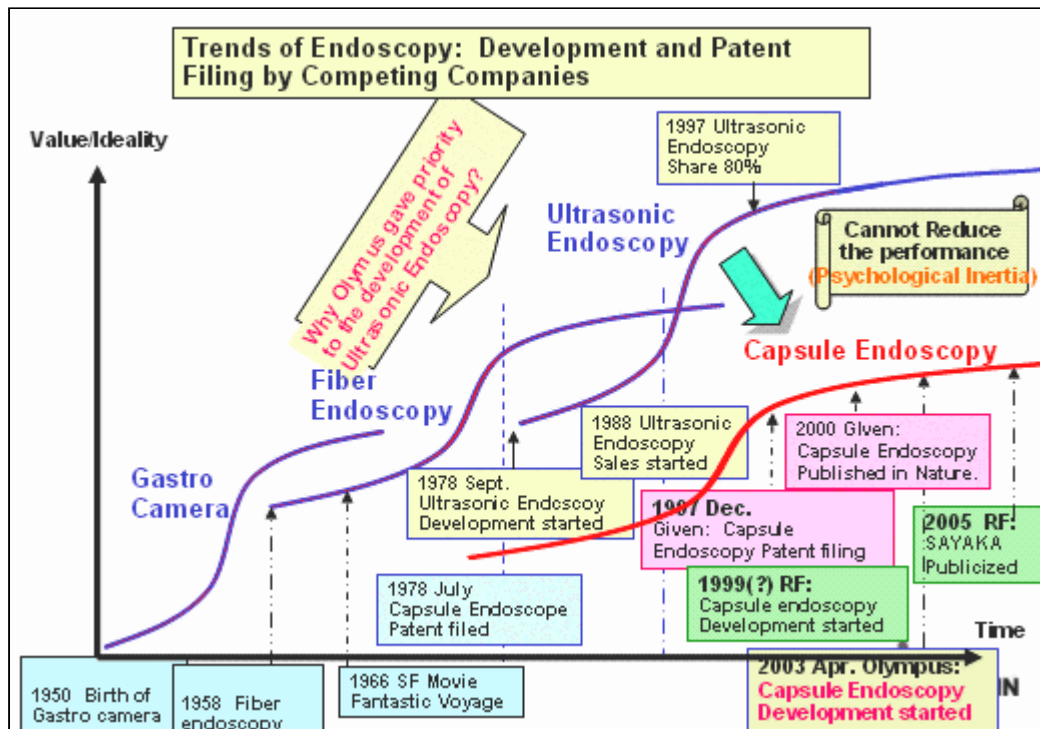 Trends of Endoscopy: Development and Patent
Filing by Competing Companies
Value/Ideality
Why Olymus gave priority
to the development of
Ultrasonic Endoscopy?
1997 Ultrasonic
Endoscopy
Share 80%
Ultrasonic
Endoscopy
Cannot Reduce
the performance
(Psychological Inertia)
Capsule Endoscopy
Fiber
Endoscopy
Gastro
Camera
1988 Ultrasonic
Endoscopy
Sales started
2000 GIven:
Capsule Endoscopy
Published in Nature.
1978 Sept.
Ultrasonic Endscoy
Development started
1997 Dec.
Given: Capsule
Endoscopy Patent filing
2005 RF:
SAYAKA
Publicized
1978 July
Capsule Endoscope
Patent filed
1999(?) RF:
Capsule endoscopy
Development started
Time
1950 Birth of
Gastro camera
1958 Fiber
endoscopy
1966 SF Movie
Fantastic Voyage
2003 Apr. Olympus:
Capsule Endoscopy
Development started
IN